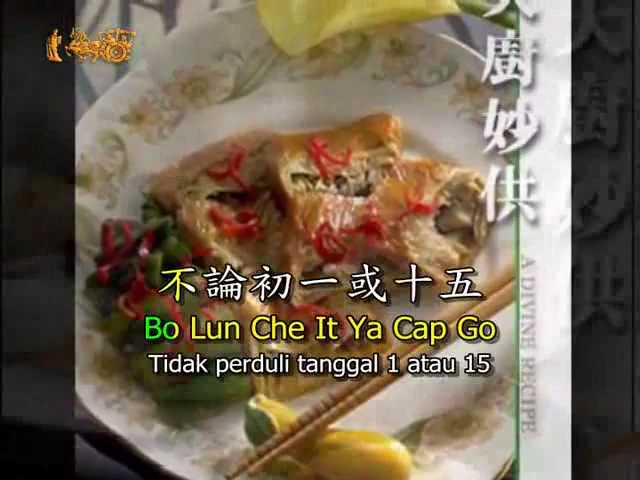 天廚妙供
A DIVINE RECIPE
不論初一或十五
Bo Lun Che It Ya Cap Go
Tidak perduli tanggal 1 atau 15